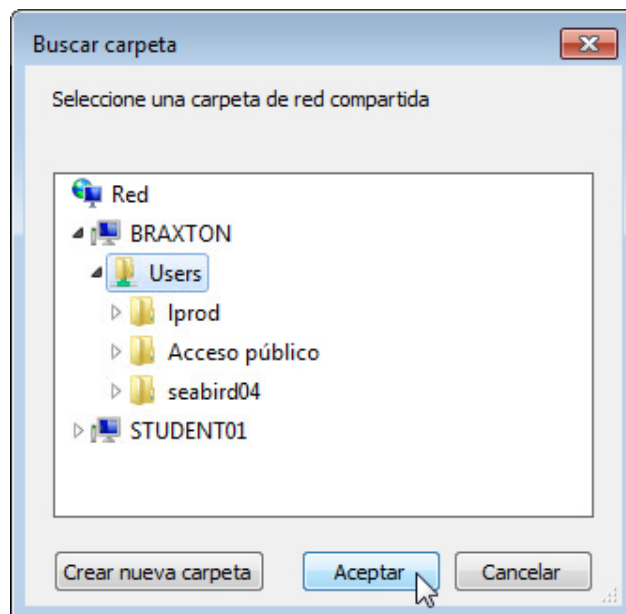 Buscar carpeta
Seleccione una carpeta de red compartida
Red
BRAXTON
Users
lprod
Acceso público
seabird04
STUDENT01
Crear nueva carpeta
Aceptar
Cancelar